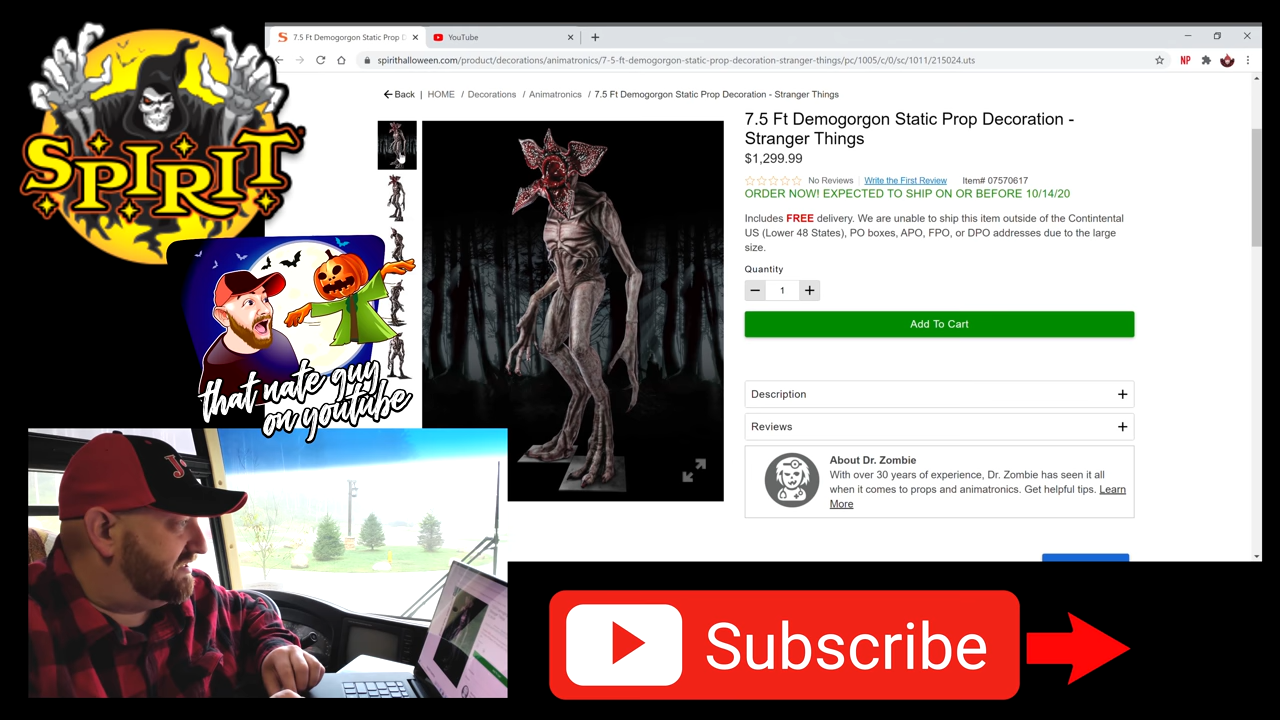 SPIRIT
that nate guy
on youtube
7.5 Ft Demogorgon Static Prop D
YouTube
spirithalloween.com/product/decorations/animatronics/7-5-ft-demogorgon-static-prop-decoration-stranger-things/pc/1005/c/0/sc/1011/215024.uts
NP
Back | HOME / Decorations / Animatronics / 7.5 Ft Demogorgon Static Prop Decoration - Stranger Things
7.5 Ft Demogorgon Static Prop Decoration -
Stranger Things
$1,299.99
No Reviews | Write the First Review Item# 07570617
ORDER NOW! EXPECTED TO SHIP ON OR BEFORE 10/14/20
Includes FREE delivery. We are unable to ship this item outside of the Contintental
US (Lower 48 States), PO boxes, APO, FPO, or DPO addresses due to the large
size.
Quantity
1
Add To Cart
Description
Reviews
About Dr. Zombie
With over 30 years of experience, Dr. Zombie has seen it all
when it comes to props and animatronics. Get helpful tips. Learn
More
Subscribe